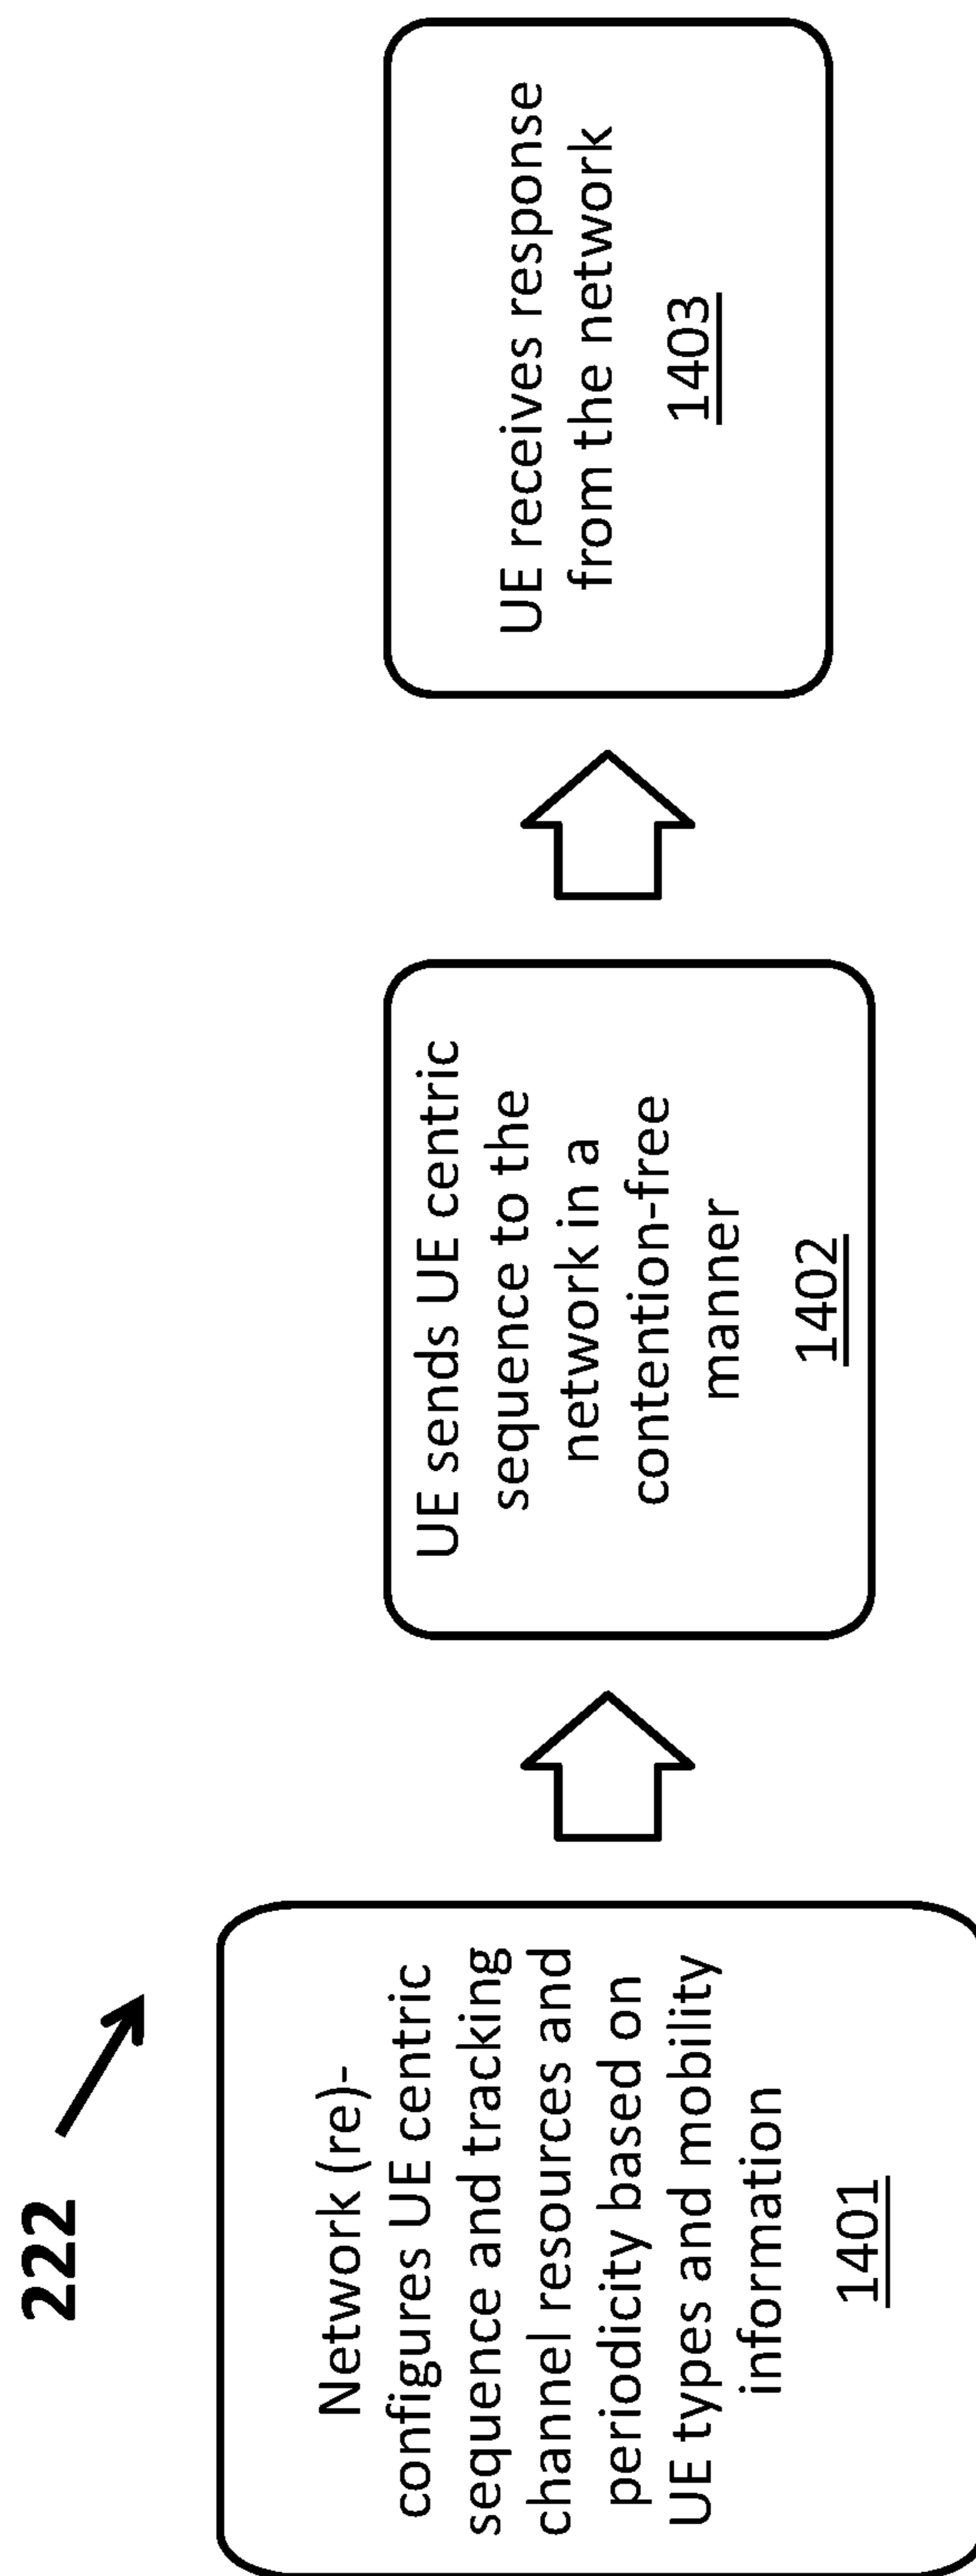 222
Network (re)-
configures UE centric
sequence and tracking
channel resources and
periodicity based on
UE types and mobility
information
1401
UE sends UE centric
sequence to the
network in a
contention-free
manner
1402
UE receives response
from the network
1403